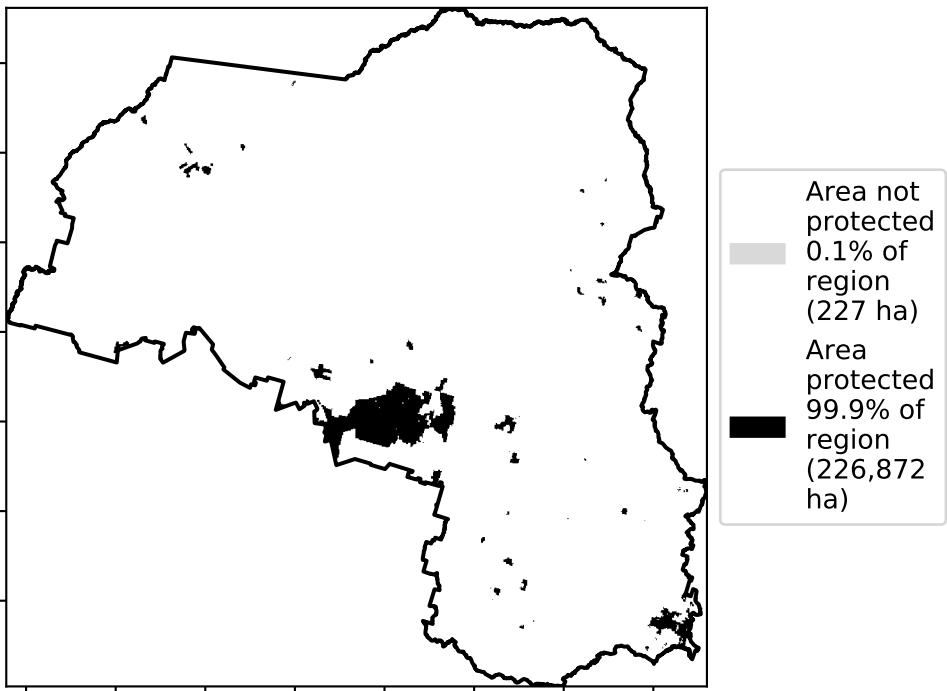 Area not
protected
0.1% of
region
(227 ha)
Area
protected
99.9% of
region
(226,872
ha)